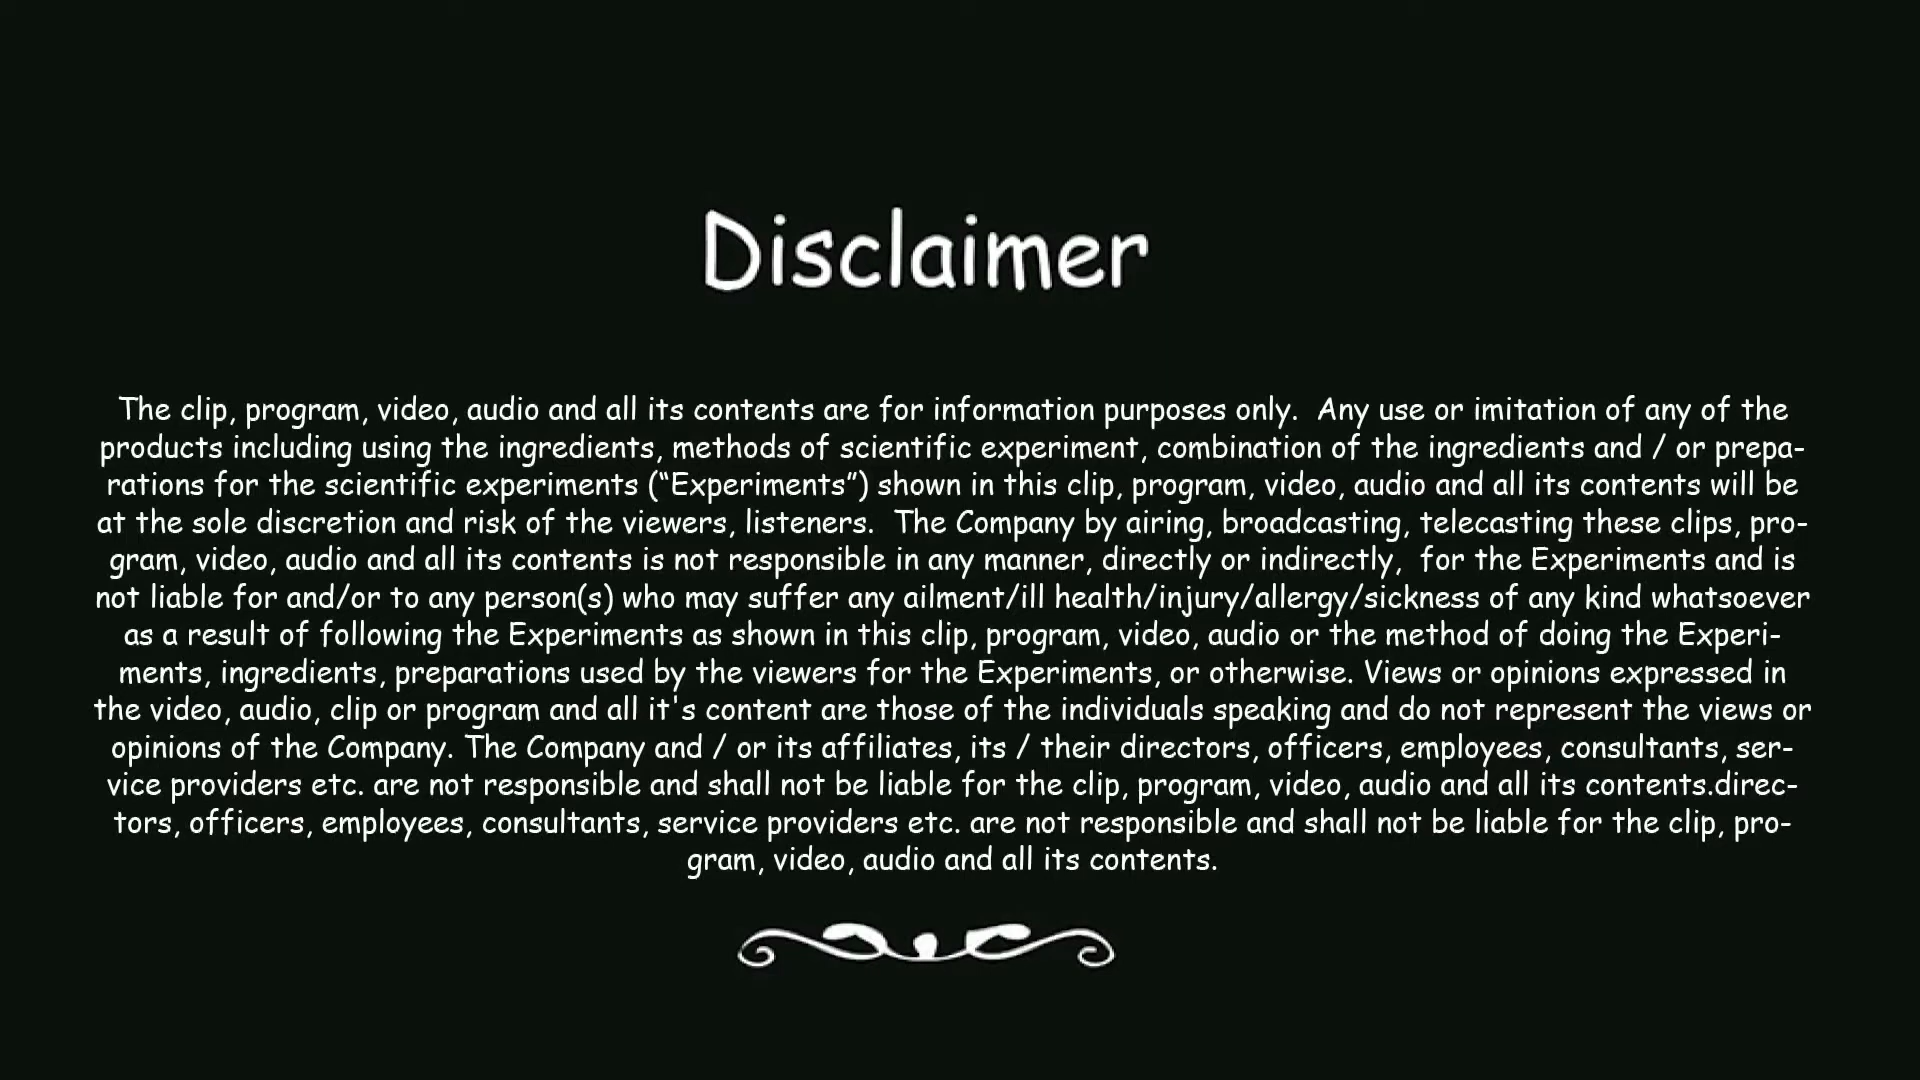 Disclaimer
The clip, program, video, audio and all its contents are for information purposes only.  Any use or imitation of any of the
products including using the ingredients, methods of scientific experiment, combination of the ingredients and / or prepa-
rations for the scientific experiments (“Experiments”) shown in this clip, program, video, audio and all its contents will be
at the sole discretion and risk of the viewers, listeners.  The Company by airing, broadcasting, telecasting these clips, pro-
gram, video, audio and all its contents is not responsible in any manner, directly or indirectly,  for the Experiments and is
not liable for and/or to any person(s) who may suffer any ailment/ill health/injury/allergy/sickness of any kind whatsoever
as a result of following the Experiments as shown in this clip, program, video, audio or the method of doing the Experi-
ments, ingredients, preparations used by the viewers for the Experiments, or otherwise. Views or opinions expressed in
the video, audio, clip or program and all it's content are those of the individuals speaking and do not represent the views or
opinions of the Company. The Company and / or its affiliates, its / their directors, officers, employees, consultants, ser-
vice providers etc. are not responsible and shall not be liable for the clip, program, video, audio and all its contents.direc-
tors, officers, employees, consultants, service providers etc. are not responsible and shall not be liable for the clip, pro-
gram, video, audio and all its contents.